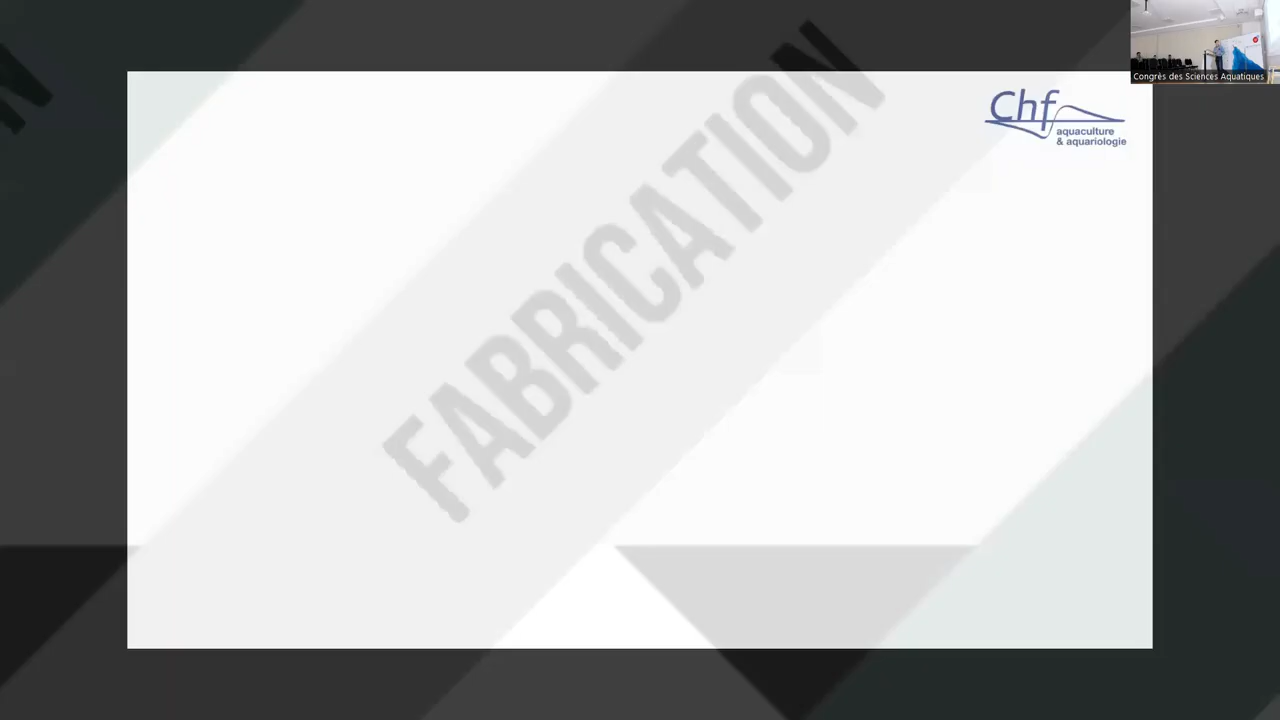 Congrès des Sciences Aquatiques
Chf
aquaculture
& aquariologie
FABRICATION
N